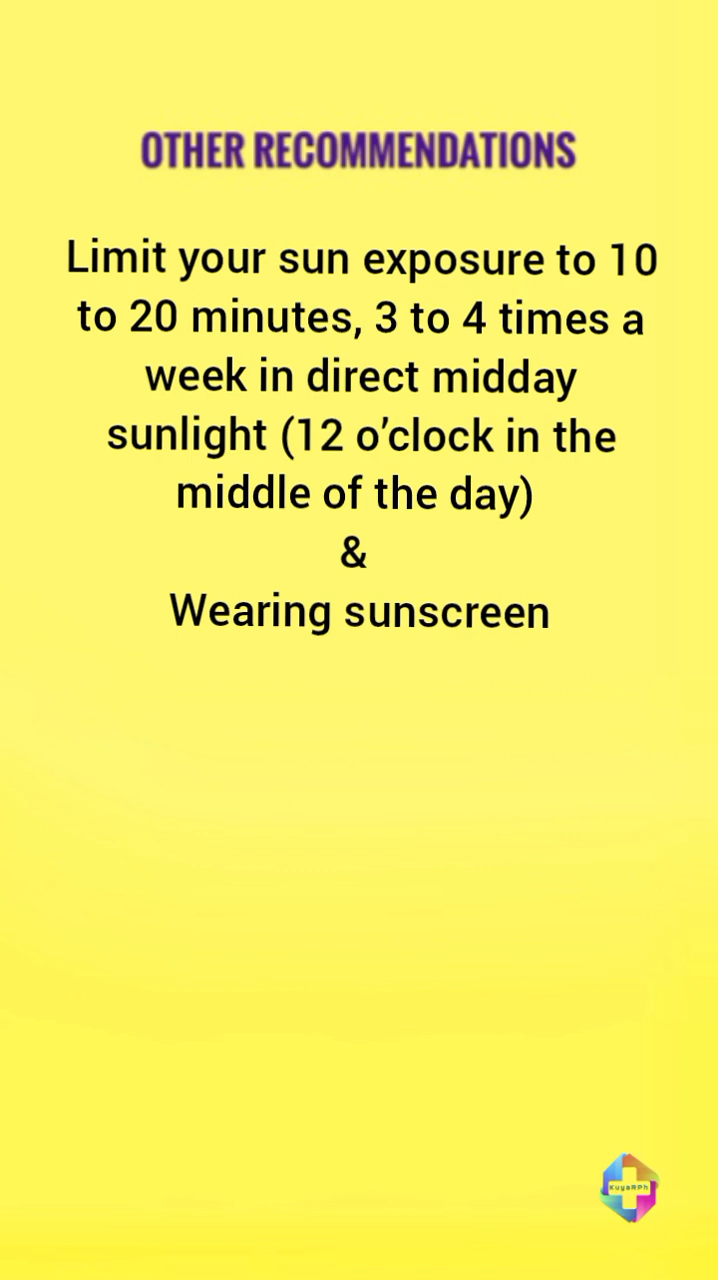 OTHER RECOMMENDATIONS
Limit your sun exposure to 10
to 20 minutes, 3 to 4 times a
week in direct midday
sunlight (12 o’clock in the
middle of the day)
&
Wearing sunscreen
KuyaRPh